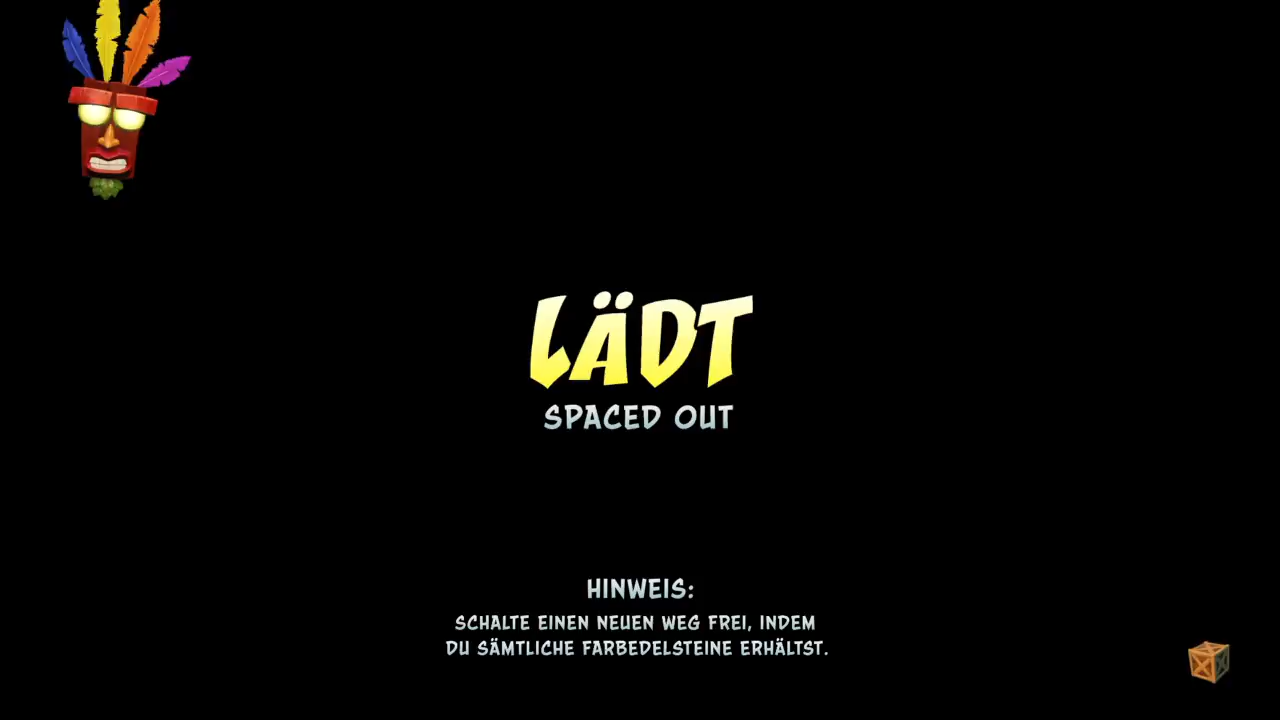 LÄDT
SPACED OUT
HINWEIS:
SCHALTE EINEN NEUEN WEG FREI, INDEM
DU SÄMTLICHE FARBEDELSTEINE ERHÄLTST.